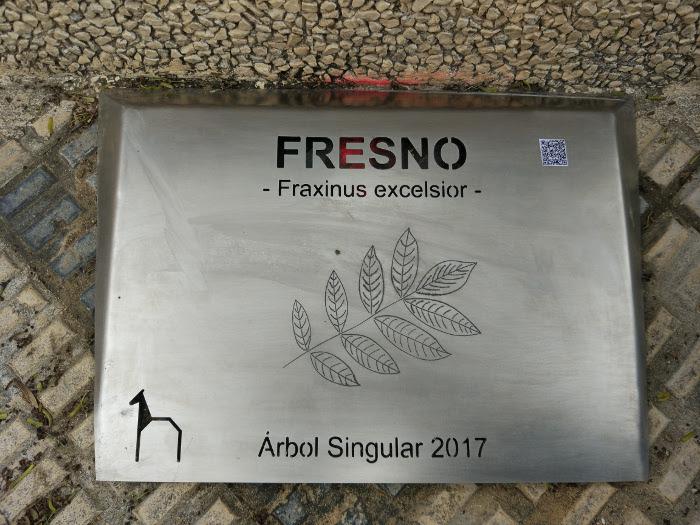 FRESNO
- Fraxinus excelsior -
Árbol Singular 2017